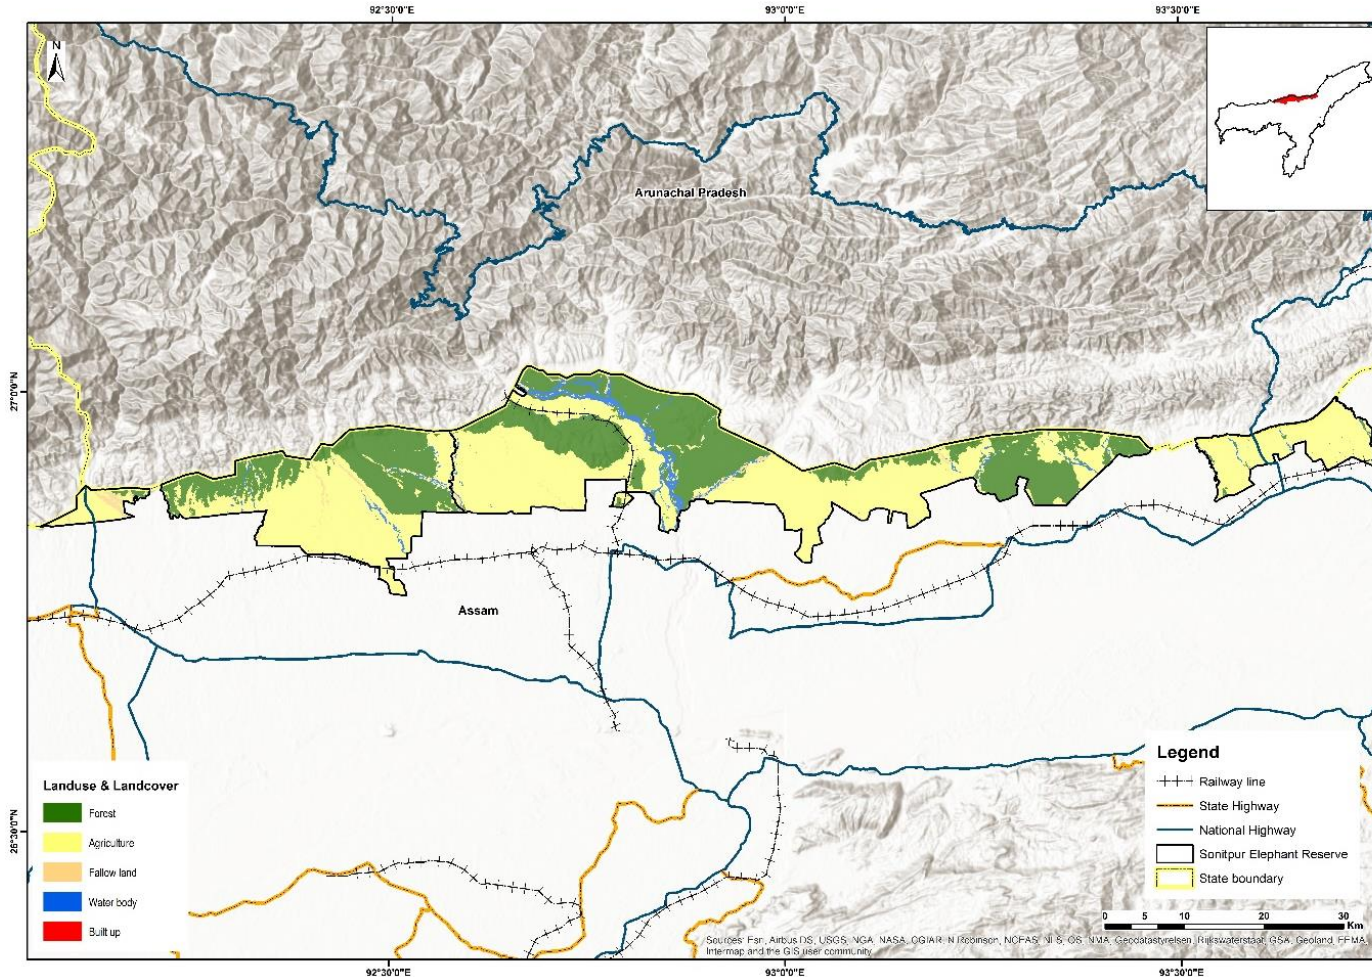 92°30'0"E
93°0'0"E
93°30'0"E
N
Arunachal Pradesh
27°0'0"N
Assam
26°30'0"N
Landuse & Landcover
Forest
Agriculture
Fallow land
Water body
Built up
Legend
Railway line
State Highway
National Highway
Sonitpur Elephant Reserve
State boundary
0 5 10 20 30
Km
Sources: Esri, Airbus DS, USGS, NGA, NASA, CGIAR, N Robinson, NCEAS, NLS, OS, NMA, Geodatastyrelsen, Rijkswaterstaat, GSA, Geoland, FEMA,
Intermap and the GIS user community
92°30'0"E
93°0'0"E
93°30'0"E